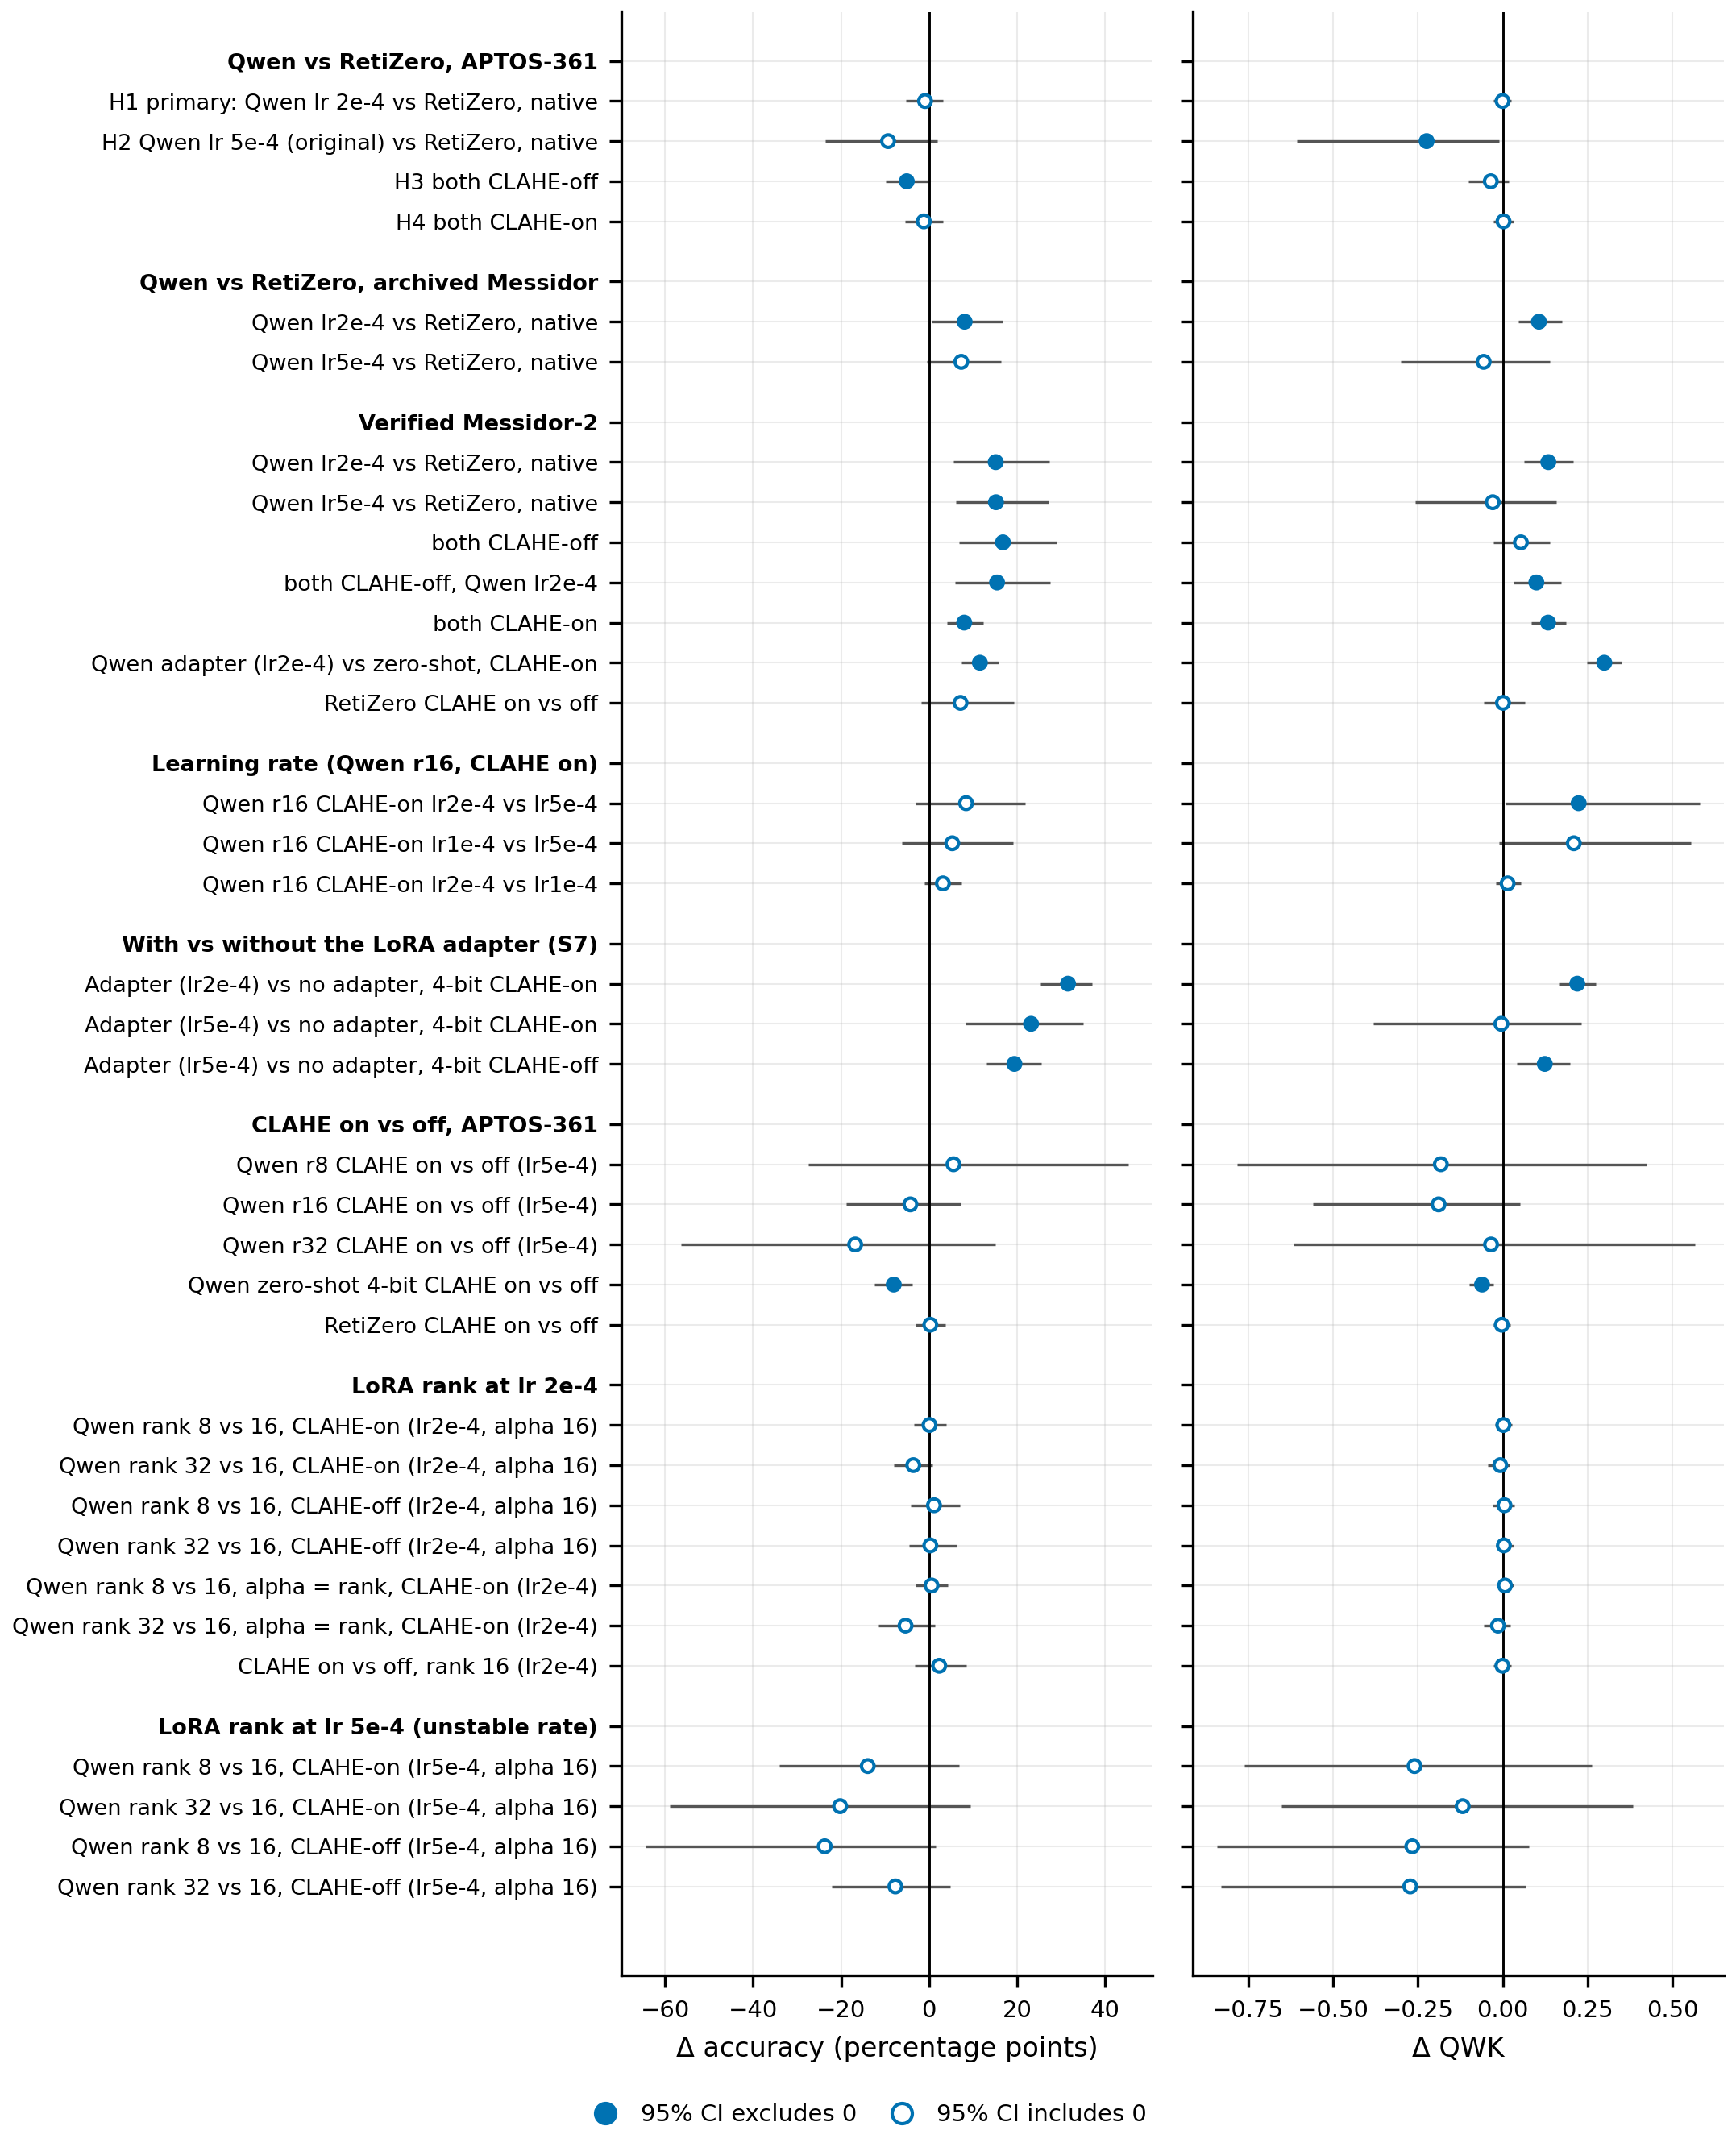 Qwen vs RetiZero, APTOS-361
H1 primary: Qwen lr 2e-4 vs RetiZero, native
H2 Qwen lr 5e-4 (original) vs RetiZero, native
H3 both CLAHE-off
H4 both CLAHE-on
Qwen vs RetiZero, archived Messidor
Qwen lr2e-4 vs RetiZero, native
Qwen lr5e-4 vs RetiZero, native
Verified Messidor-2
Qwen lr2e-4 vs RetiZero, native
Qwen lr5e-4 vs RetiZero, native
both CLAHE-off
both CLAHE-off, Qwen lr2e-4
both CLAHE-on
Qwen adapter (lr2e-4) vs zero-shot, CLAHE-on
RetiZero CLAHE on vs off
Learning rate (Qwen r16, CLAHE on)
Qwen r16 CLAHE-on lr2e-4 vs lr5e-4
Qwen r16 CLAHE-on lr1e-4 vs lr5e-4
Qwen r16 CLAHE-on lr2e-4 vs lr1e-4
With vs without the LoRA adapter (S7)
Adapter (lr2e-4) vs no adapter, 4-bit CLAHE-on
Adapter (lr5e-4) vs no adapter, 4-bit CLAHE-on
Adapter (lr5e-4) vs no adapter, 4-bit CLAHE-off
CLAHE on vs off, APTOS-361
Qwen r8 CLAHE on vs off (lr5e-4)
Qwen r16 CLAHE on vs off (lr5e-4)
Qwen r32 CLAHE on vs off (lr5e-4)
Qwen zero-shot 4-bit CLAHE on vs off
RetiZero CLAHE on vs off
LoRA rank at lr 2e-4
Qwen rank 8 vs 16, CLAHE-on (lr2e-4, alpha 16)
Qwen rank 32 vs 16, CLAHE-on (lr2e-4, alpha 16)
Qwen rank 8 vs 16, CLAHE-off (lr2e-4, alpha 16)
Qwen rank 32 vs 16, CLAHE-off (lr2e-4, alpha 16)
Qwen rank 8 vs 16, alpha = rank, CLAHE-on (lr2e-4)
Qwen rank 32 vs 16, alpha = rank, CLAHE-on (lr2e-4)
CLAHE on vs off, rank 16 (lr2e-4)
LoRA rank at lr 5e-4 (unstable rate)
Qwen rank 8 vs 16, CLAHE-on (lr5e-4, alpha 16)
Qwen rank 32 vs 16, CLAHE-on (lr5e-4, alpha 16)
Qwen rank 8 vs 16, CLAHE-off (lr5e-4, alpha 16)
Qwen rank 32 vs 16, CLAHE-off (lr5e-4, alpha 16)
−60 −40 −20 0 20 40
Δ accuracy (percentage points)
−0.75 −0.50 −0.25 0.00 0.25 0.50
Δ QWK
95% CI excludes 0
95% CI includes 0